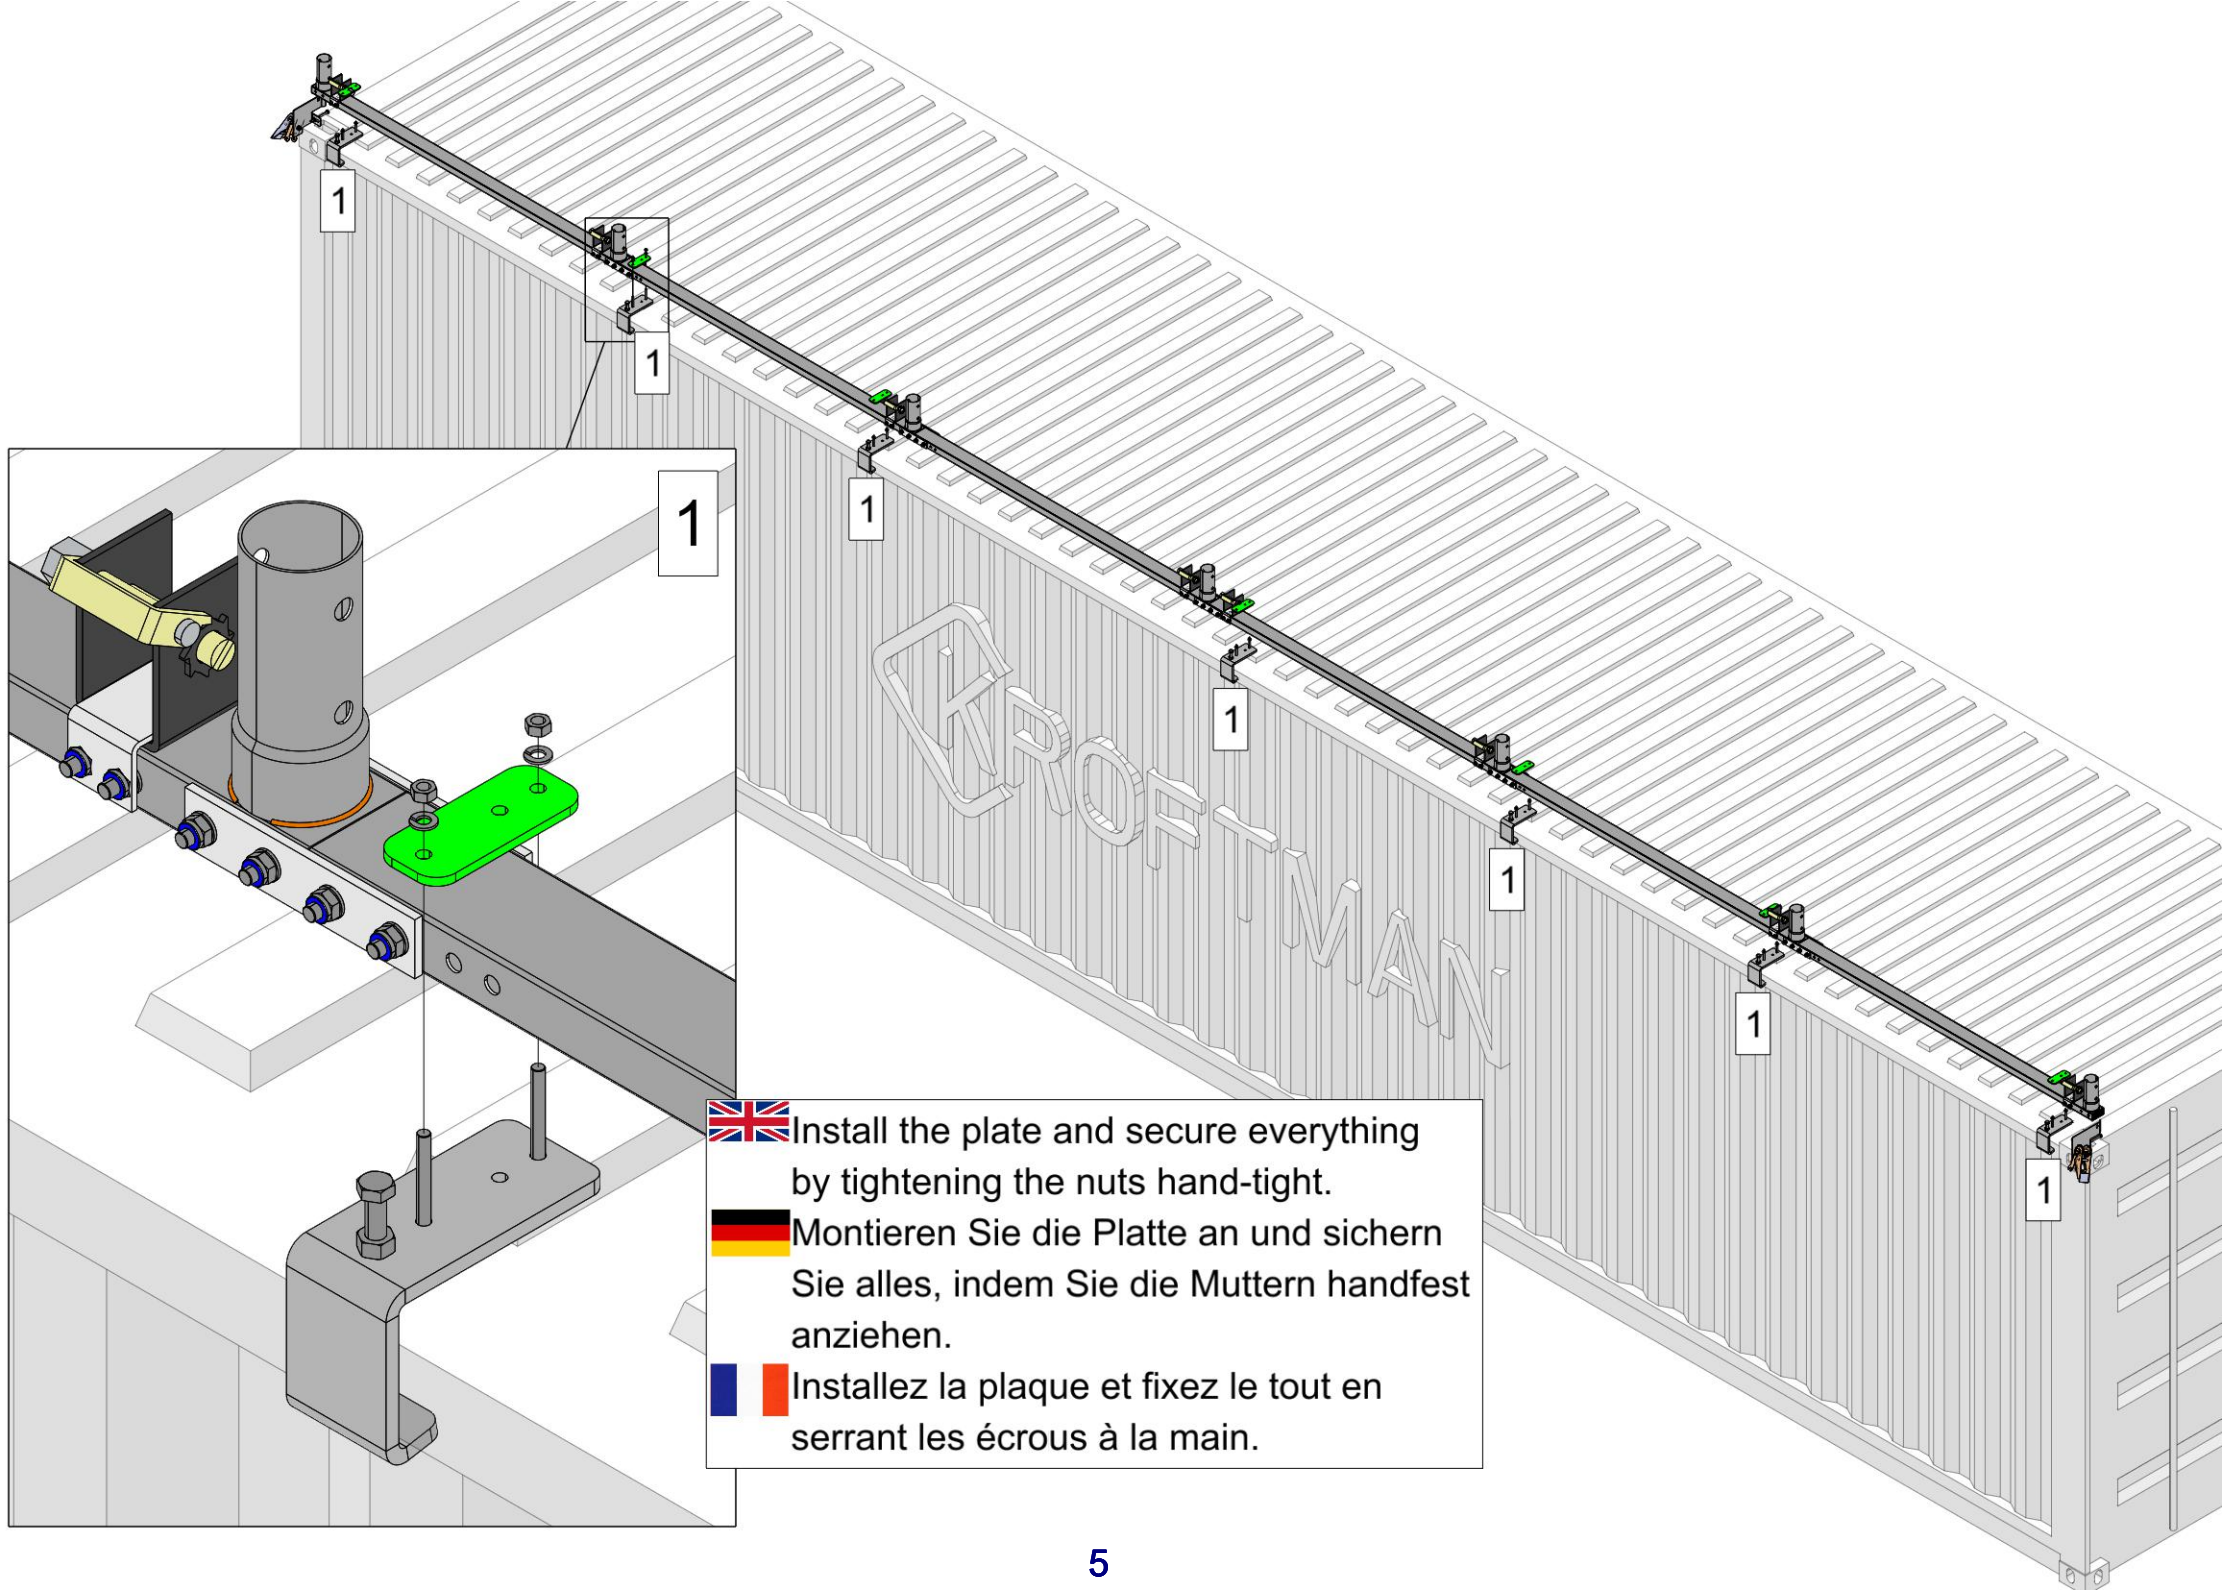 1
1
1
1
1
1
1
1
KROFTMAN
Install the plate and secure everything
by tightening the nuts hand-tight.
Montieren Sie die Platte an und sichern
Sie alles, indem Sie die Muttern handfest
anziehen.
Installez la plaque et fixez le tout en
serrant les écrous à la main.
5